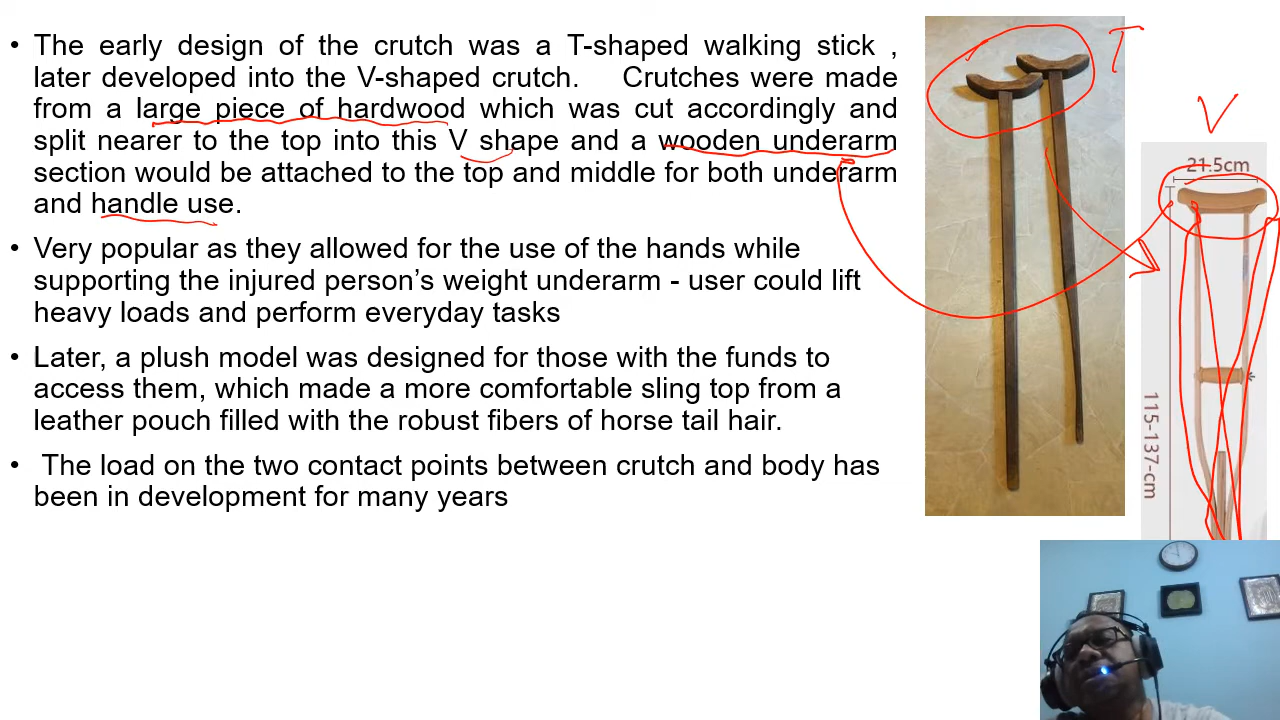 • The early design of the crutch was a T-shaped walking stick ,
later developed into the V-shaped crutch. Crutches were made
from a large piece of hardwood which was cut accordingly and
split nearer to the top into this V shape and a wooden underarm
section would be attached to the top and middle for both underarm
and handle use.
• Very popular as they allowed for the use of the hands while
supporting the injured person’s weight underarm - user could lift
heavy loads and perform everyday tasks
• Later, a plush model was designed for those with the funds to
access them, which made a more comfortable sling top from a
leather pouch filled with the robust fibers of horse tail hair.
• The load on the two contact points between crutch and body has
been in development for many years
T
V
21.5cm
115-137-cm